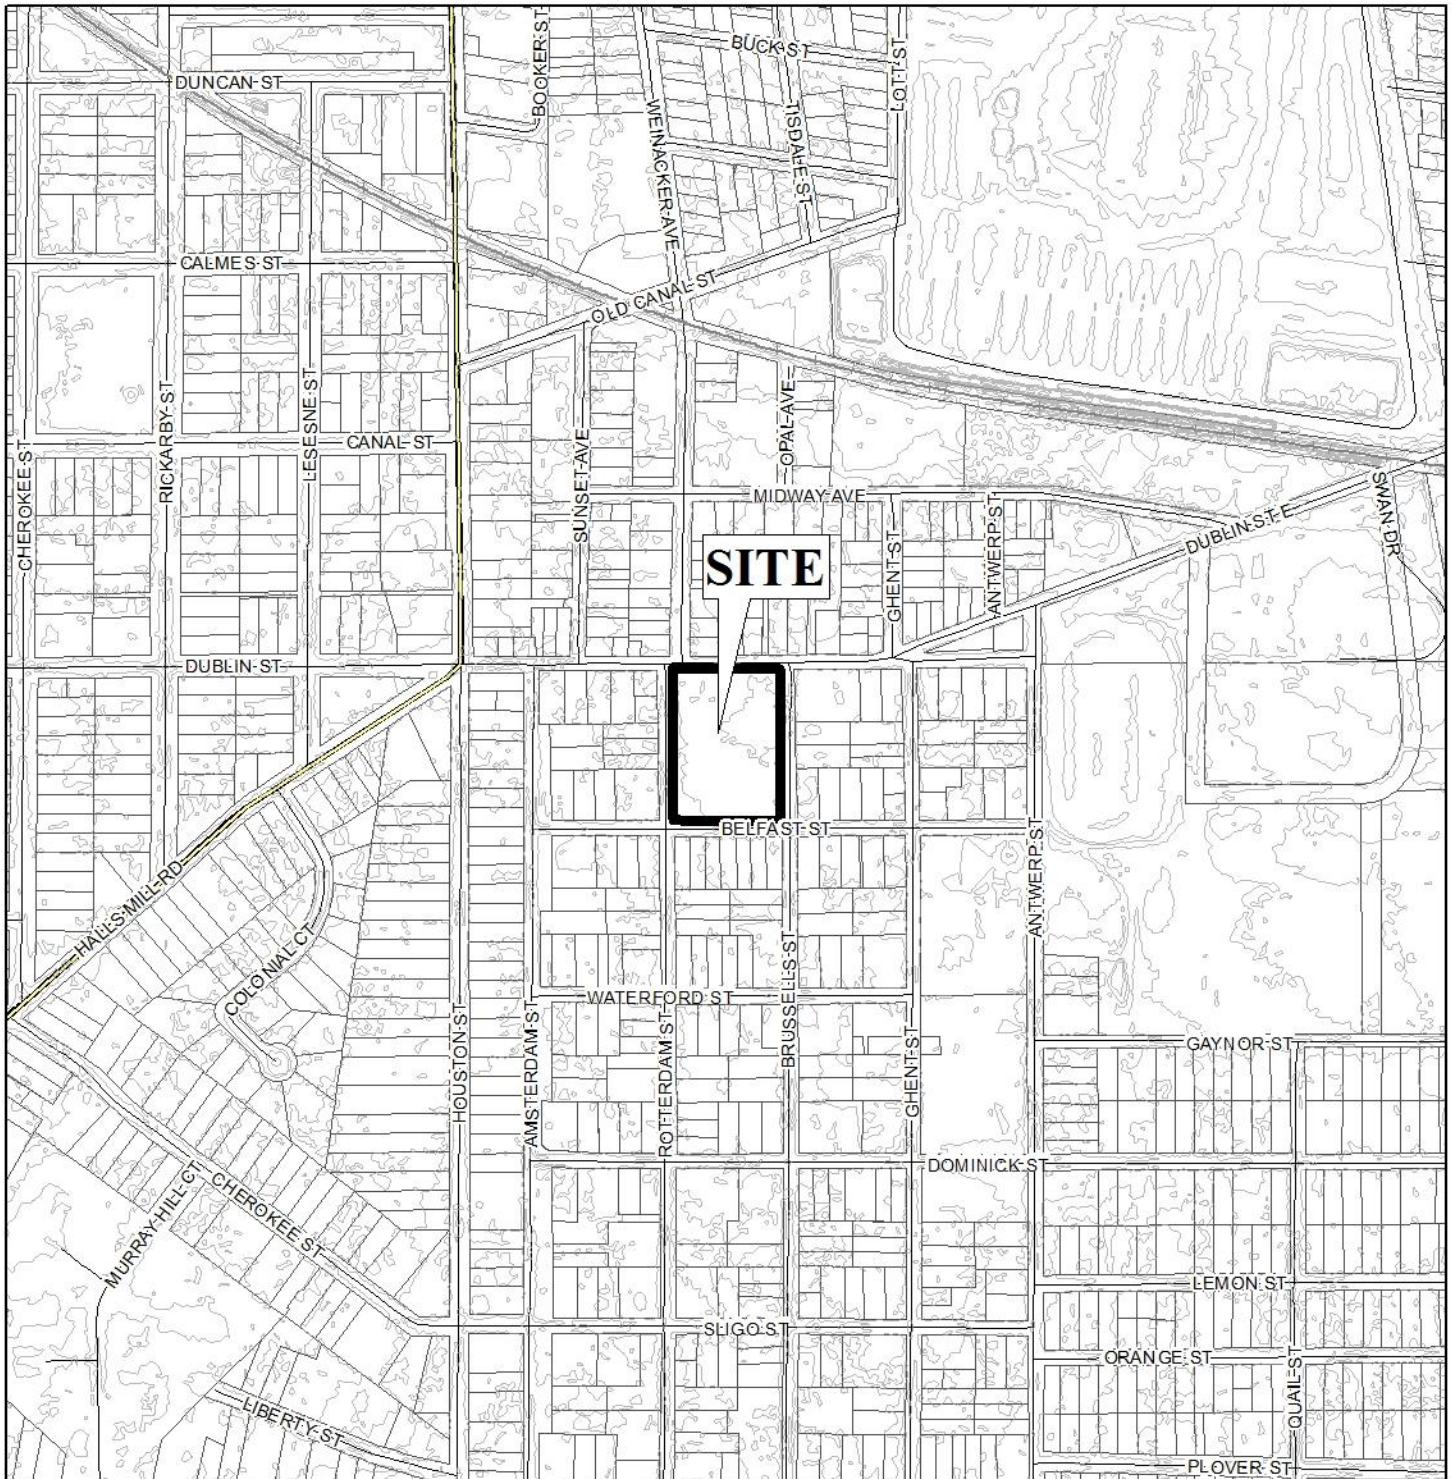 BOOKER ST
BUCK ST
LOTT ST
DUNCAN ST
WEINACKER AVE
TISDALE ST
CALMES ST
OLD CANAL ST
RICKARBY ST
LESESNE ST
OPAL AVE
CHEROKEE ST
CANAL ST
SUNSET AVE
MIDWAY AVE
SWAN DR
GHENT ST
ANTWERP ST
DUBLIN ST E
SITE
DUBLIN ST
BELFAST ST
ANTWERP ST
HALLS MILL RD
COLONIAL CT
BRUSSELLS ST
WATERFORD ST
HOUSTON ST
AMSTERDAM ST
ROTTERDAM ST
GHENT ST
GAYNOR ST
DOMINICK ST
MURRAY HILL CT
CHEROKEE ST
LEMON ST
SLIGO ST
ORANGE ST
QUAIL ST
LIBERTY ST
PLOVER ST